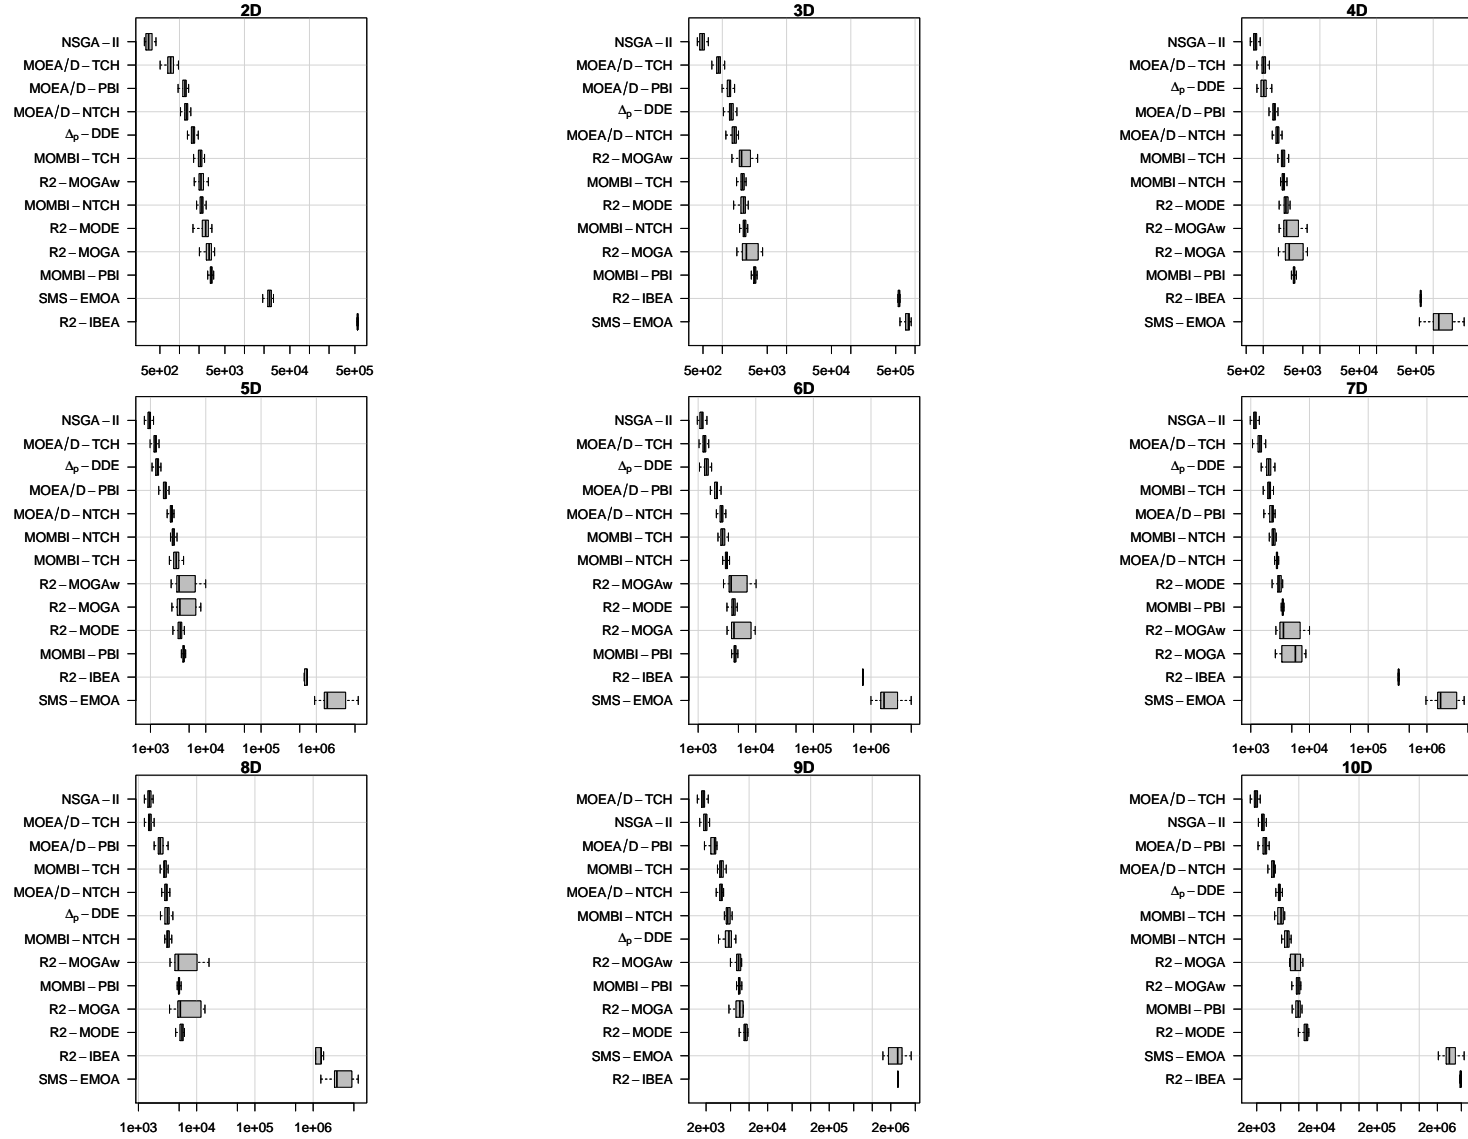 2D
NSGA-II
MOEA/D-TCH
MOEA/D-PBI
MOEA/D-NTCH
Δp-DDE
MOMBI-TCH
R2-MOGAw
MOMBI-NTCH
R2-MODE
R2-MOGA
MOMBI-PBI
SMS-EMOA
R2-IBEA
5e+02 5e+03 5e+04 5e+05
3D
NSGA-II
MOEA/D-TCH
MOEA/D-PBI
Δp-DDE
MOEA/D-NTCH
R2-MOGAw
MOMBI-TCH
R2-MODE
MOMBI-NTCH
R2-MOGA
MOMBI-PBI
R2-IBEA
SMS-EMOA
5e+02 5e+03 5e+04 5e+05
4D
NSGA-II
MOEA/D-TCH
Δp-DDE
MOEA/D-PBI
MOEA/D-NTCH
MOMBI-TCH
MOMBI-NTCH
R2-MODE
R2-MOGAw
R2-MOGA
MOMBI-PBI
R2-IBEA
SMS-EMOA
5e+02 5e+03 5e+04 5e+05
5D
NSGA-II
MOEA/D-TCH
Δp-DDE
MOEA/D-PBI
MOEA/D-NTCH
MOMBI-NTCH
MOMBI-TCH
R2-MOGAw
R2-MOGA
R2-MODE
MOMBI-PBI
R2-IBEA
SMS-EMOA
1e+03 1e+04 1e+05 1e+06
6D
NSGA-II
MOEA/D-TCH
Δp-DDE
MOEA/D-PBI
MOEA/D-NTCH
MOMBI-TCH
MOMBI-NTCH
R2-MOGAw
R2-MODE
R2-MOGA
MOMBI-PBI
R2-IBEA
SMS-EMOA
1e+03 1e+04 1e+05 1e+06
7D
NSGA-II
MOEA/D-TCH
Δp-DDE
MOMBI-TCH
MOEA/D-PBI
MOMBI-NTCH
MOEA/D-NTCH
R2-MODE
MOMBI-PBI
R2-MOGAw
R2-MOGA
R2-IBEA
SMS-EMOA
1e+03 1e+04 1e+05 1e+06
8D
NSGA-II
MOEA/D-TCH
MOEA/D-PBI
MOMBI-TCH
MOEA/D-NTCH
Δp-DDE
MOMBI-NTCH
R2-MOGAw
MOMBI-PBI
R2-MOGA
R2-MODE
R2-IBEA
SMS-EMOA
1e+03 1e+04 1e+05 1e+06
9D
MOEA/D-TCH
NSGA-II
MOEA/D-PBI
MOMBI-TCH
MOEA/D-NTCH
MOMBI-NTCH
Δp-DDE
R2-MOGAw
MOMBI-PBI
R2-MOGA
R2-MODE
SMS-EMOA
R2-IBEA
2e+03 2e+04 2e+05 2e+06
10D
MOEA/D-TCH
NSGA-II
MOEA/D-PBI
MOEA/D-NTCH
Δp-DDE
MOMBI-TCH
MOMBI-NTCH
R2-MOGA
R2-MOGAw
MOMBI-PBI
R2-MODE
SMS-EMOA
R2-IBEA
2e+03 2e+04 2e+05 2e+06